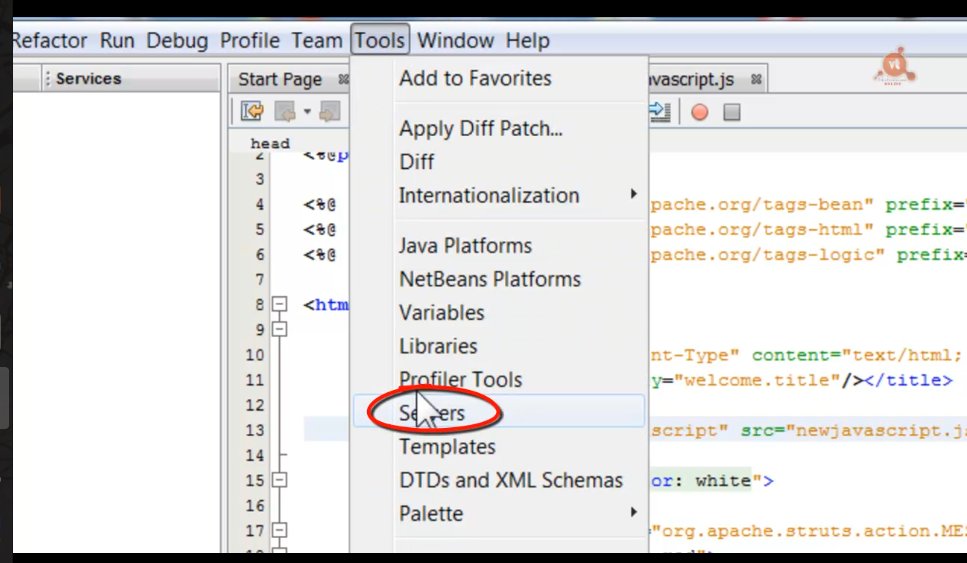 Refactor Run Debug Profile Team Tools Window Help
Services
Start Page
avascript.js
Add to Favorites
Apply Diff Patch...
Diff
Internationalization
Java Platforms
NetBeans Platforms
Variables
Libraries
Profiler Tools
Servers
Templates
DTDs and XML Schemas
Palette
head
2 <%@p
3
4 <%@ pache.org/tags-bean" prefix="
5 <%@ pache.org/tags-html" prefix="
6 <%@ pache.org/tags-logic" prefix=
7
8 <htm
9
10 nt-Type" content="text/html;
11 y="welcome.title"/></title>
12
13 script" src="newjavascript.js
14
15 or: white">
16
17 "org.apache.struts.action.ME